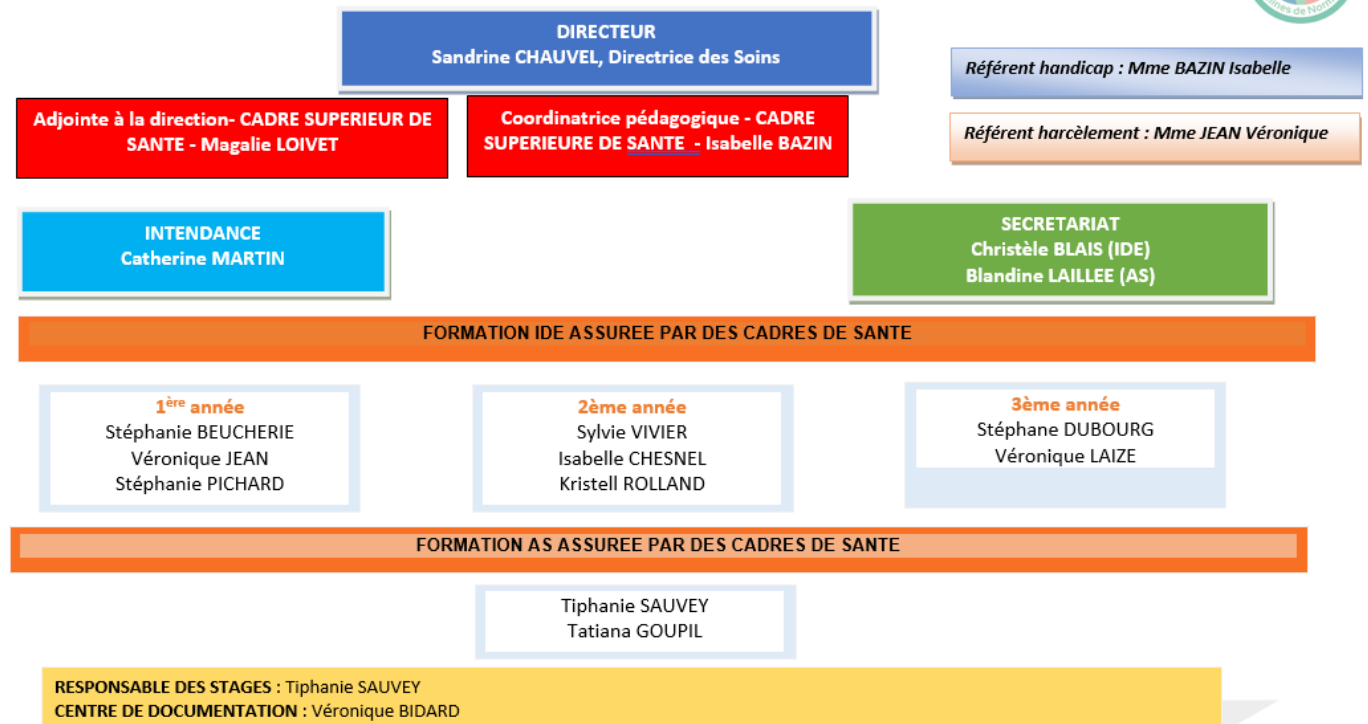 ines de Norm
DIRECTEUR
Sandrine CHAUVEL, Directrice des Soins
Référent handicap : Mme BAZIN Isabelle
Adjointe à la direction- CADRE SUPERIEUR DE
SANTE - Magalie LOIVET
Coordinatrice pédagogique - CADRE
SUPERIEURE DE SANTE - Isabelle BAZIN
Référent harcèlement : Mme JEAN Véronique
INTENDANCE
Catherine MARTIN
SECRETARIAT
Christèle BLAIS (IDE)
Blandine LAILLEE (AS)
FORMATION IDE ASSUREE PAR DES CADRES DE SANTE
1ère année
Stéphanie BEUCHERIE
Véronique JEAN
Stéphanie PICHARD
2ème année
Sylvie VIVIER
Isabelle CHESNEL
Kristell ROLLAND
3ème année
Stéphane DUBOURG
Véronique LAIZE
FORMATION AS ASSUREE PAR DES CADRES DE SANTE
Tiphanie SAUVEY
Tatiana GOUPIL
RESPONSABLE DES STAGES : Tiphanie SAUVEY
CENTRE DE DOCUMENTATION : Véronique BIDARD